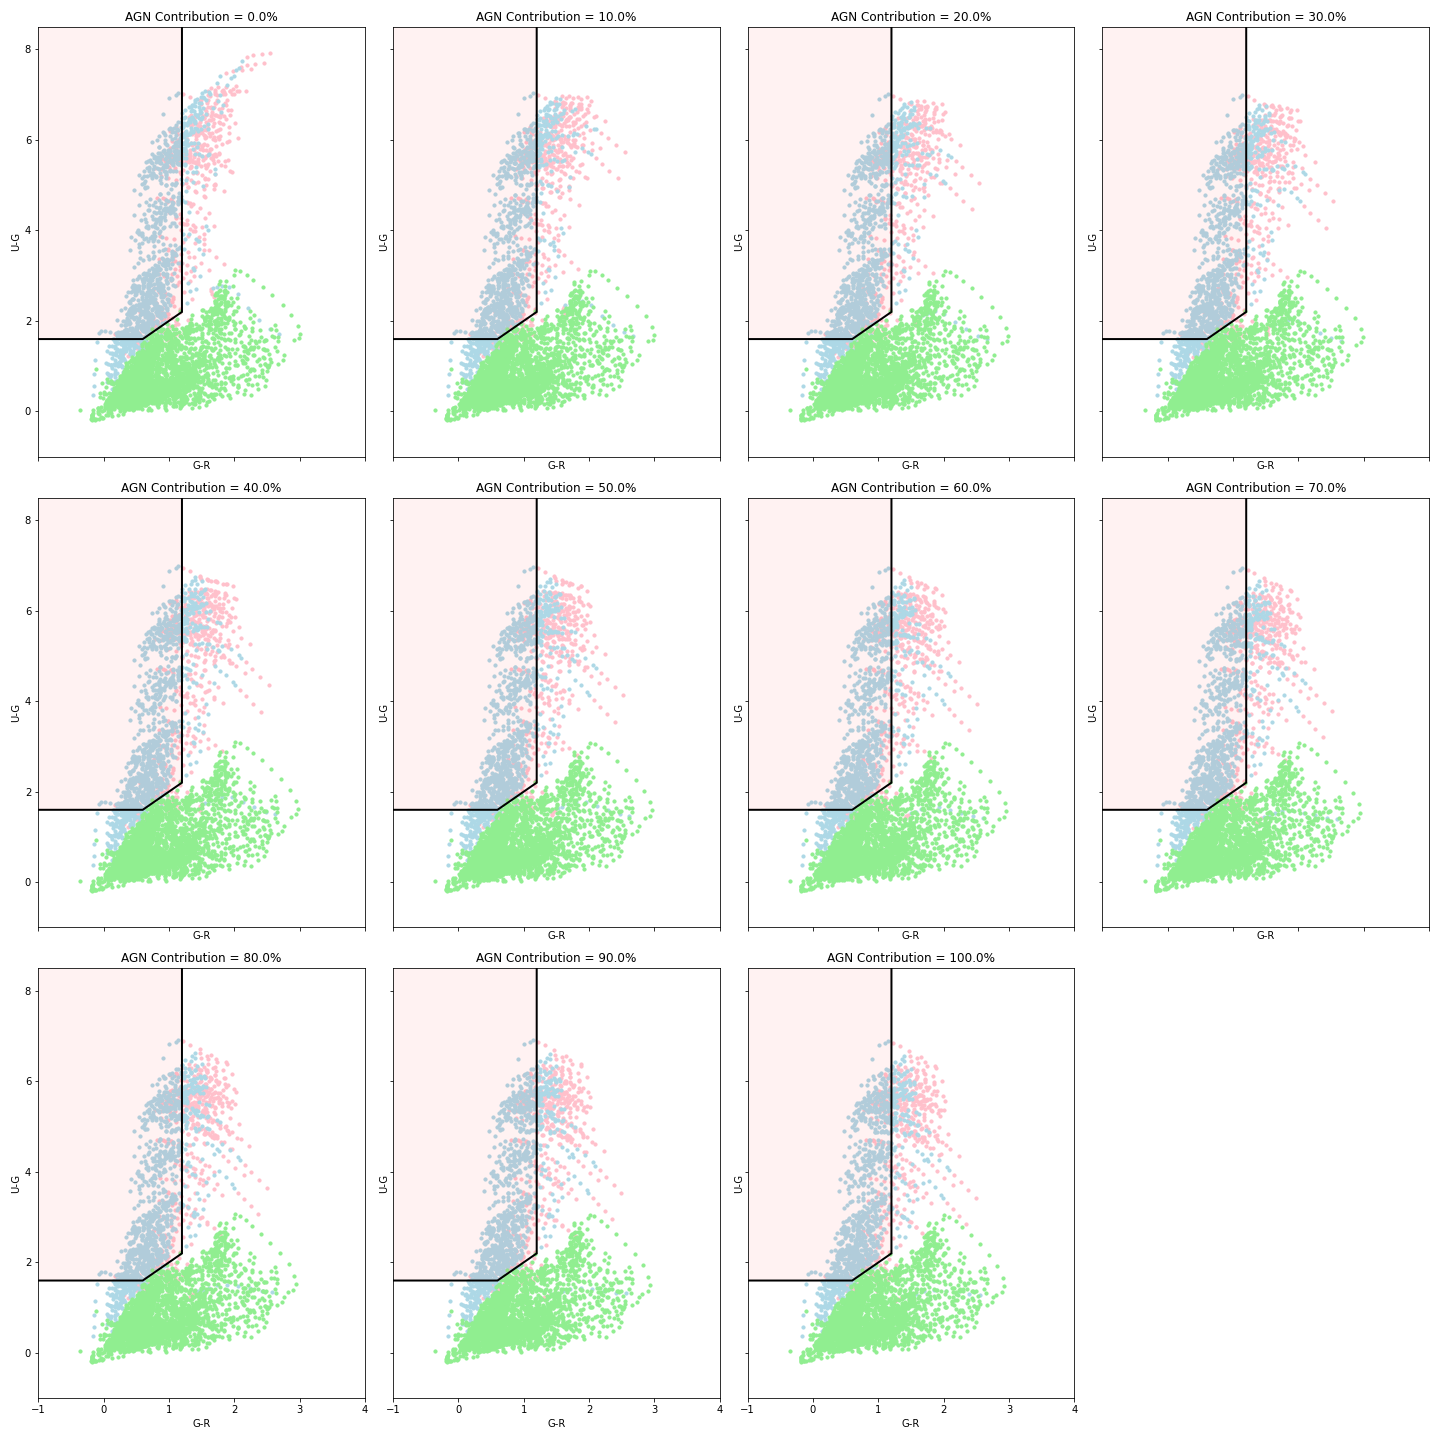 AGN Contribution = 0.0%
AGN Contribution = 10.0%
AGN Contribution = 20.0%
AGN Contribution = 30.0%
8
6
4
2
0
U-G
U-G
U-G
U-G
G-R
G-R
G-R
G-R
AGN Contribution = 40.0%
AGN Contribution = 50.0%
AGN Contribution = 60.0%
AGN Contribution = 70.0%
8
6
4
2
0
U-G
U-G
U-G
U-G
G-R
G-R
G-R
G-R
AGN Contribution = 80.0%
AGN Contribution = 90.0%
AGN Contribution = 100.0%
8
6
4
2
0
U-G
U-G
U-G
−1 0 1 2 3 4
−1 0 1 2 3 4
−1 0 1 2 3 4
G-R
G-R
G-R